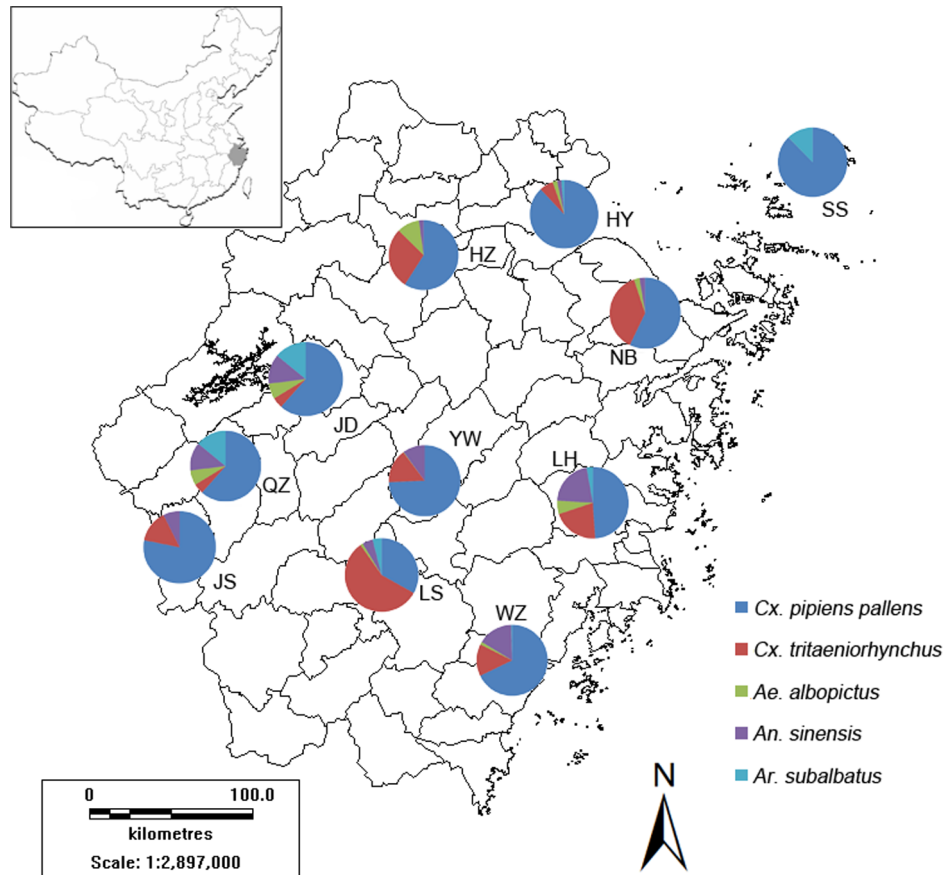 SS
HY
HZ
NB
JD
YW
LH
QZ
JS
LS
WZ
Cx. pipiens pallens
Cx. tritaeniorhynchus
Ae. albopictus
An. sinensis
Ar. subalbatus
N
0 100.0
kilometres
Scale: 1:2,897,000